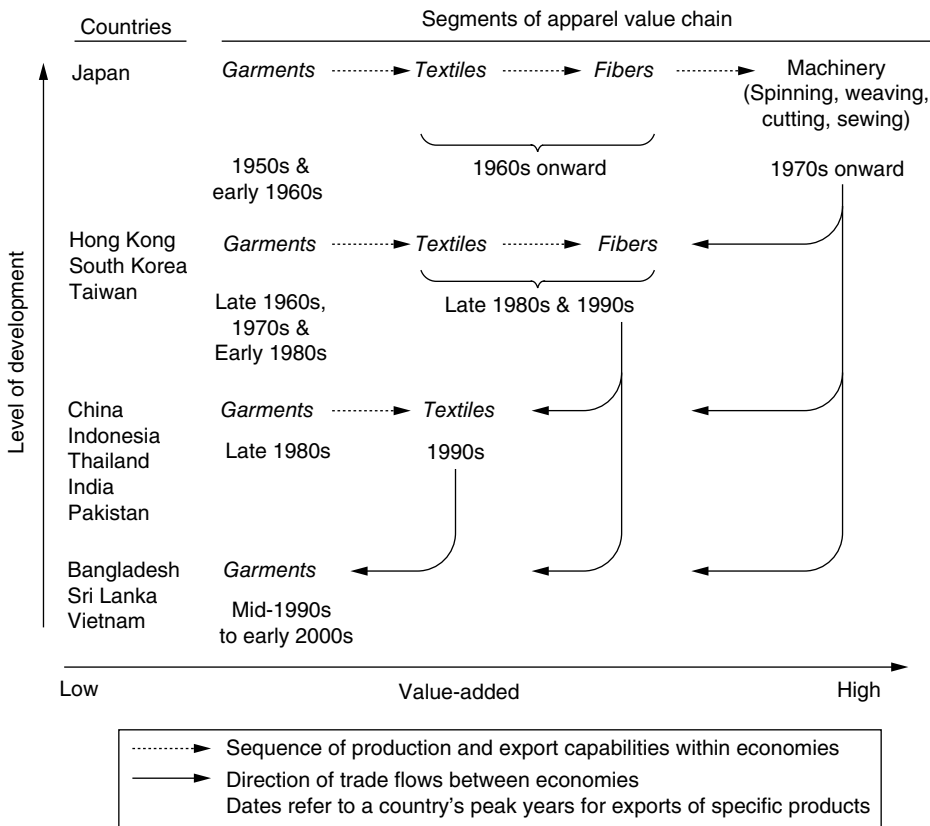 Countries
Segments of apparel value chain
Level of development
Japan
Garments
Textiles
Fibers
Machinery
(Spinning, weaving,
cutting, sewing)
1950s &
early 1960s
1960s onward
1970s onward
Hong Kong
South Korea
Taiwan
Garments
Textiles
Fibers
Late 1960s,
1970s &
Early 1980s
Late 1980s & 1990s
China
Indonesia
Thailand
India
Pakistan
Garments
Textiles
Late 1980s
1990s
Bangladesh
Sri Lanka
Vietnam
Garments
Mid-1990s
to early 2000s
Low
Value-added
High
Sequence of production and export capabilities within economies
Direction of trade flows between economies
Dates refer to a country's peak years for exports of specific products